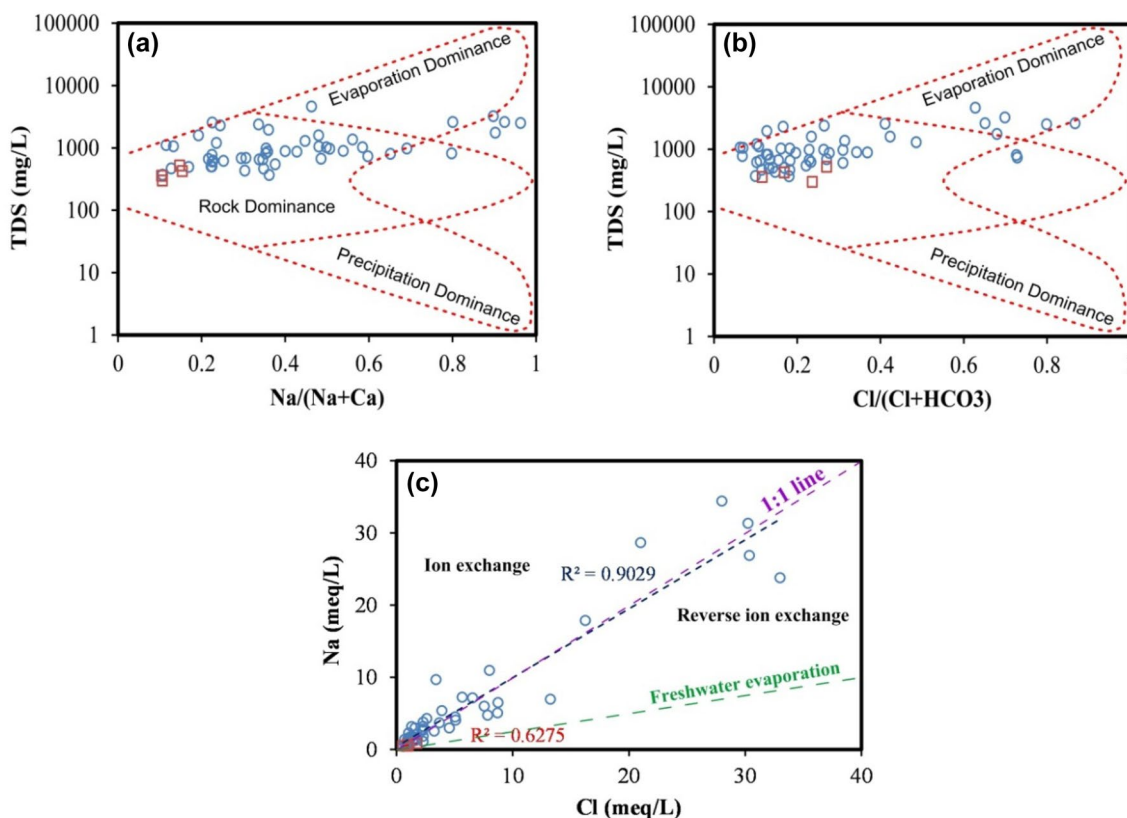 (a)
100000
10000
1000
100
10
1
TDS (mg/L)
Evaporation Dominance
Rock Dominance
Precipitation Dominance
0 0.2 0.4 0.6 0.8 1
Na/(Na+Ca)
(b)
100000
10000
1000
100
10
1
TDS (mg/L)
Evaporation Dominance
Precipitation Dominance
0 0.2 0.4 0.6 0.8 1
Cl/(Cl+HCO3)
(c)
40
30
20
10
0
Na (meq/L)
1:1 line
Ion exchange
R² = 0.9029
Reverse ion exchange
Freshwater evaporation
R² = 0.6275
0 10 20 30 40
Cl (meq/L)